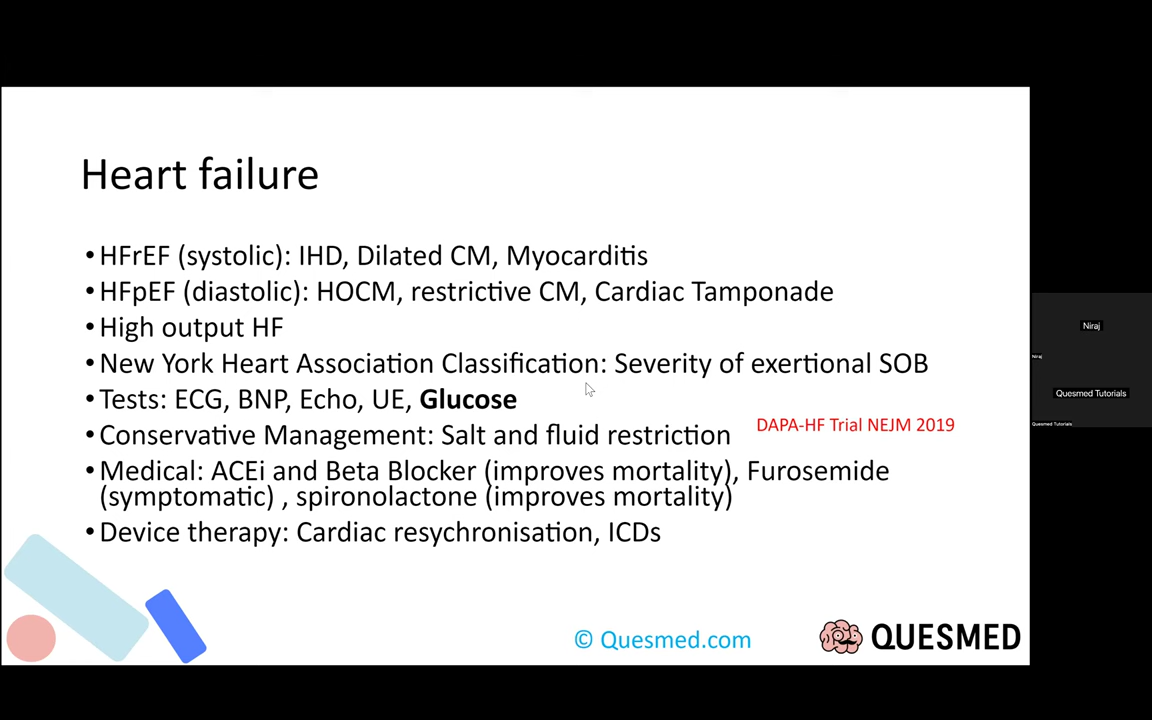 Heart failure
•HFrEF (systolic): IHD, Dilated CM, Myocarditis
•HFpEF (diastolic): HOCM, restrictive CM, Cardiac Tamponade
•High output HF
•New York Heart Association Classification: Severity of exertional SOB
•Tests: ECG, BNP, Echo, UE, Glucose
•Conservative Management: Salt and fluid restriction
DAPA-HF Trial NEJM 2019
•Medical: ACEi and Beta Blocker (improves mortality), Furosemide
(symptomatic) , spironolactone (improves mortality)
•Device therapy: Cardiac resychronisation, ICDs
© Quesmed.com
QUESMED
Niraj
Niraj
Quesmed Tutorials
Quesmed Tutorials